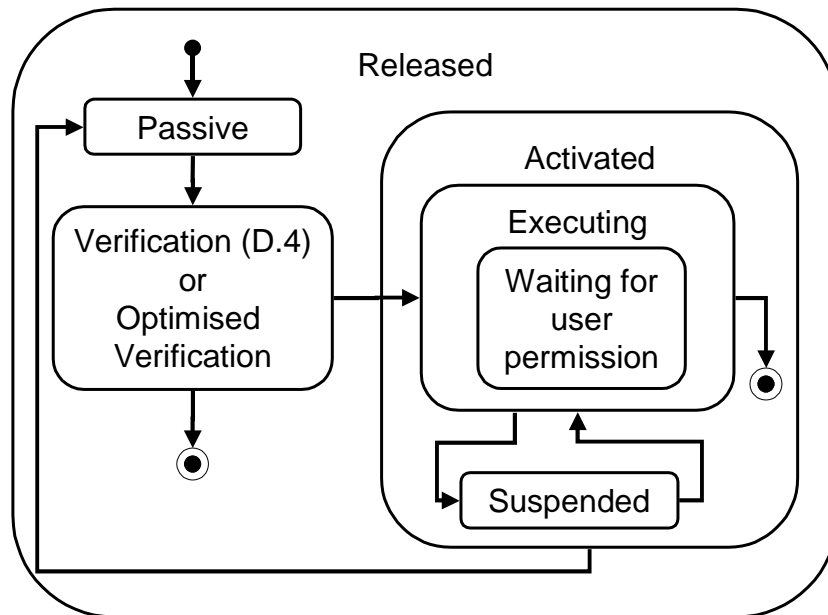 Released
Passive
Activated
Verification (D.4)
or
Optimised
Verification
Executing
Waiting for
user
permission
Suspended